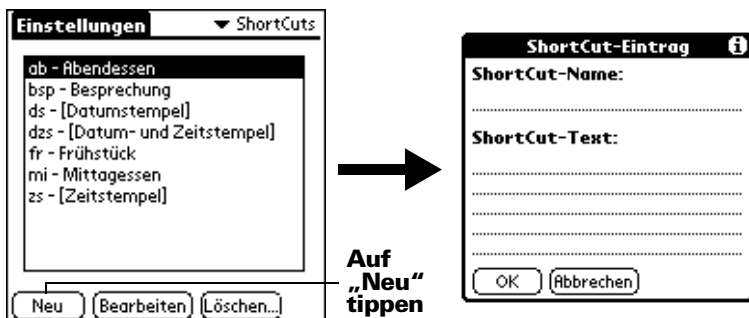 Einstellungen ShortCuts
ab - Abendessen
bsp - Besprechung
ds - [Datumstempel]
dzs - [Datum- und Zeitstempel]
fr - Frühstück
mi - Mittagessen
zs - [Zeitstempel]
Neu Bearbeiten Löschen...
Auf
„Neu“
tippen
ShortCut-Eintrag i
ShortCut-Name:
ShortCut-Text:
OK Abbrechen